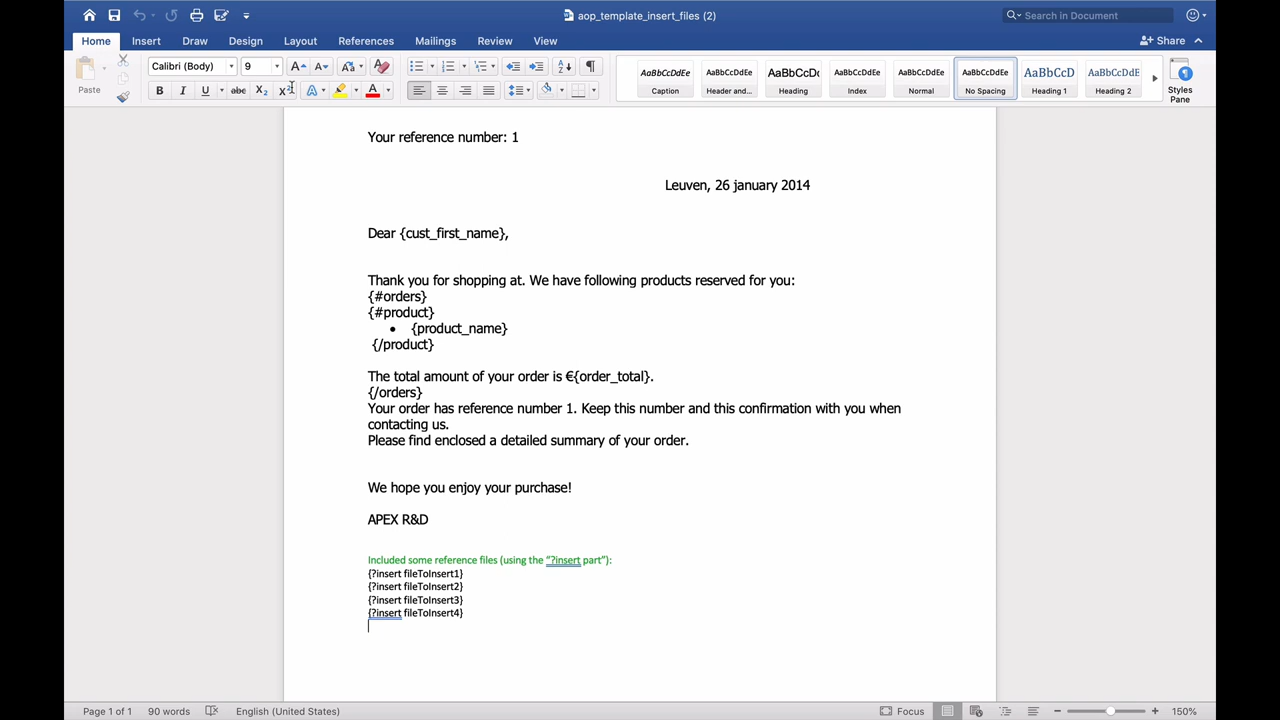 aop_template_insert_files (2)
Search in Document
Home Insert Draw Design Layout References Mailings Review View
Share
Paste
Calibri (Body) 9
AaBbCcDdEe AaBbCcDdEe AaBbCcDc AaBbCcDdEe AaBbCcDdEe AaBbCcDdEe AaBbCcD AaBbCcDdE
Caption Header and... Heading Index Normal No Spacing Heading 1 Heading 2
Styles
Pane
Your reference number: 1
Leuven, 26 january 2014
Dear {cust_first_name},
Thank you for shopping at. We have following products reserved for you:
{#orders}
{#product}
• {product_name}
{/product}
The total amount of your order is €{order_total}.
{/orders}
Your order has reference number 1. Keep this number and this confirmation with you when
contacting us.
Please find enclosed a detailed summary of your order.
We hope you enjoy your purchase!
APEX R&D
Included some reference files (using the "?insert part"):
{?insert fileToInsert1}
{?insert fileToInsert2}
{?insert fileToInsert3}
{?insert fileToInsert4}
Page 1 of 1 90 words English (United States) Focus 150%